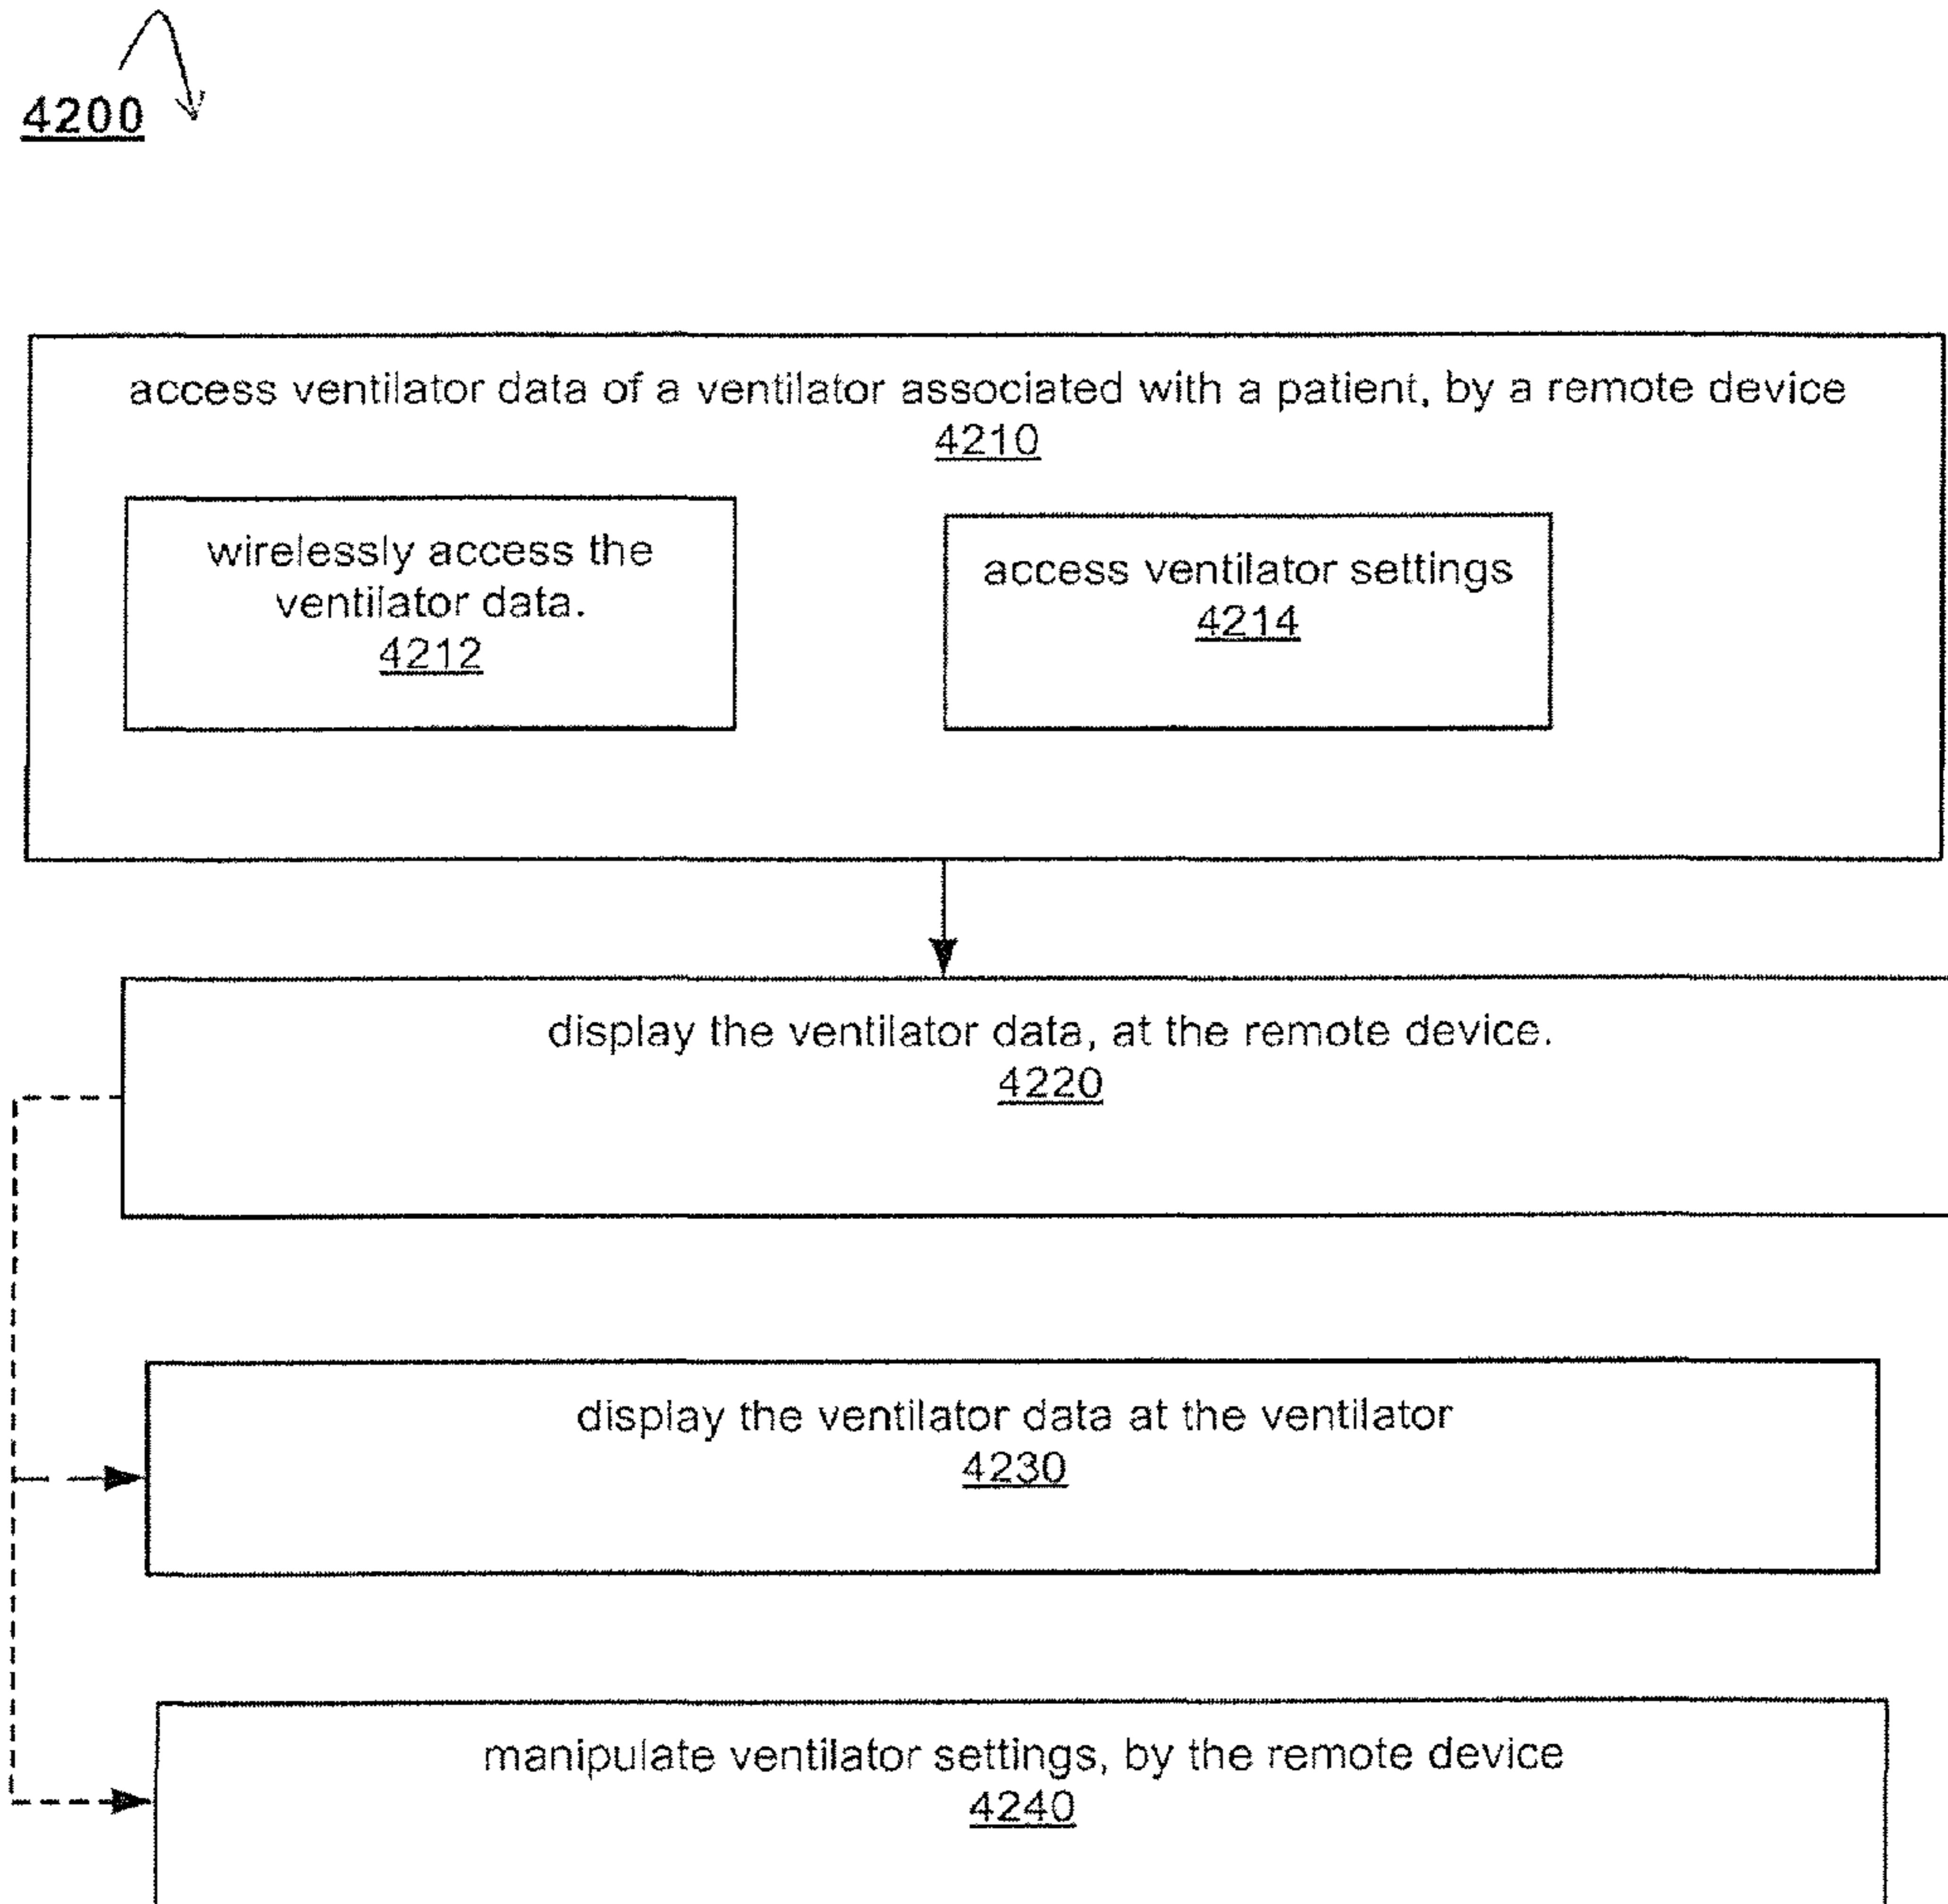 4200
access ventilator data of a ventilator associated with a patient, by a remote device
4210
wirelessly access the
ventilator data.
4212
access ventilator settings
4214
display the ventilator data, at the remote device.
4220
display the ventilator data at the ventilator
4230
manipulate ventilator settings, by the remote device
4240